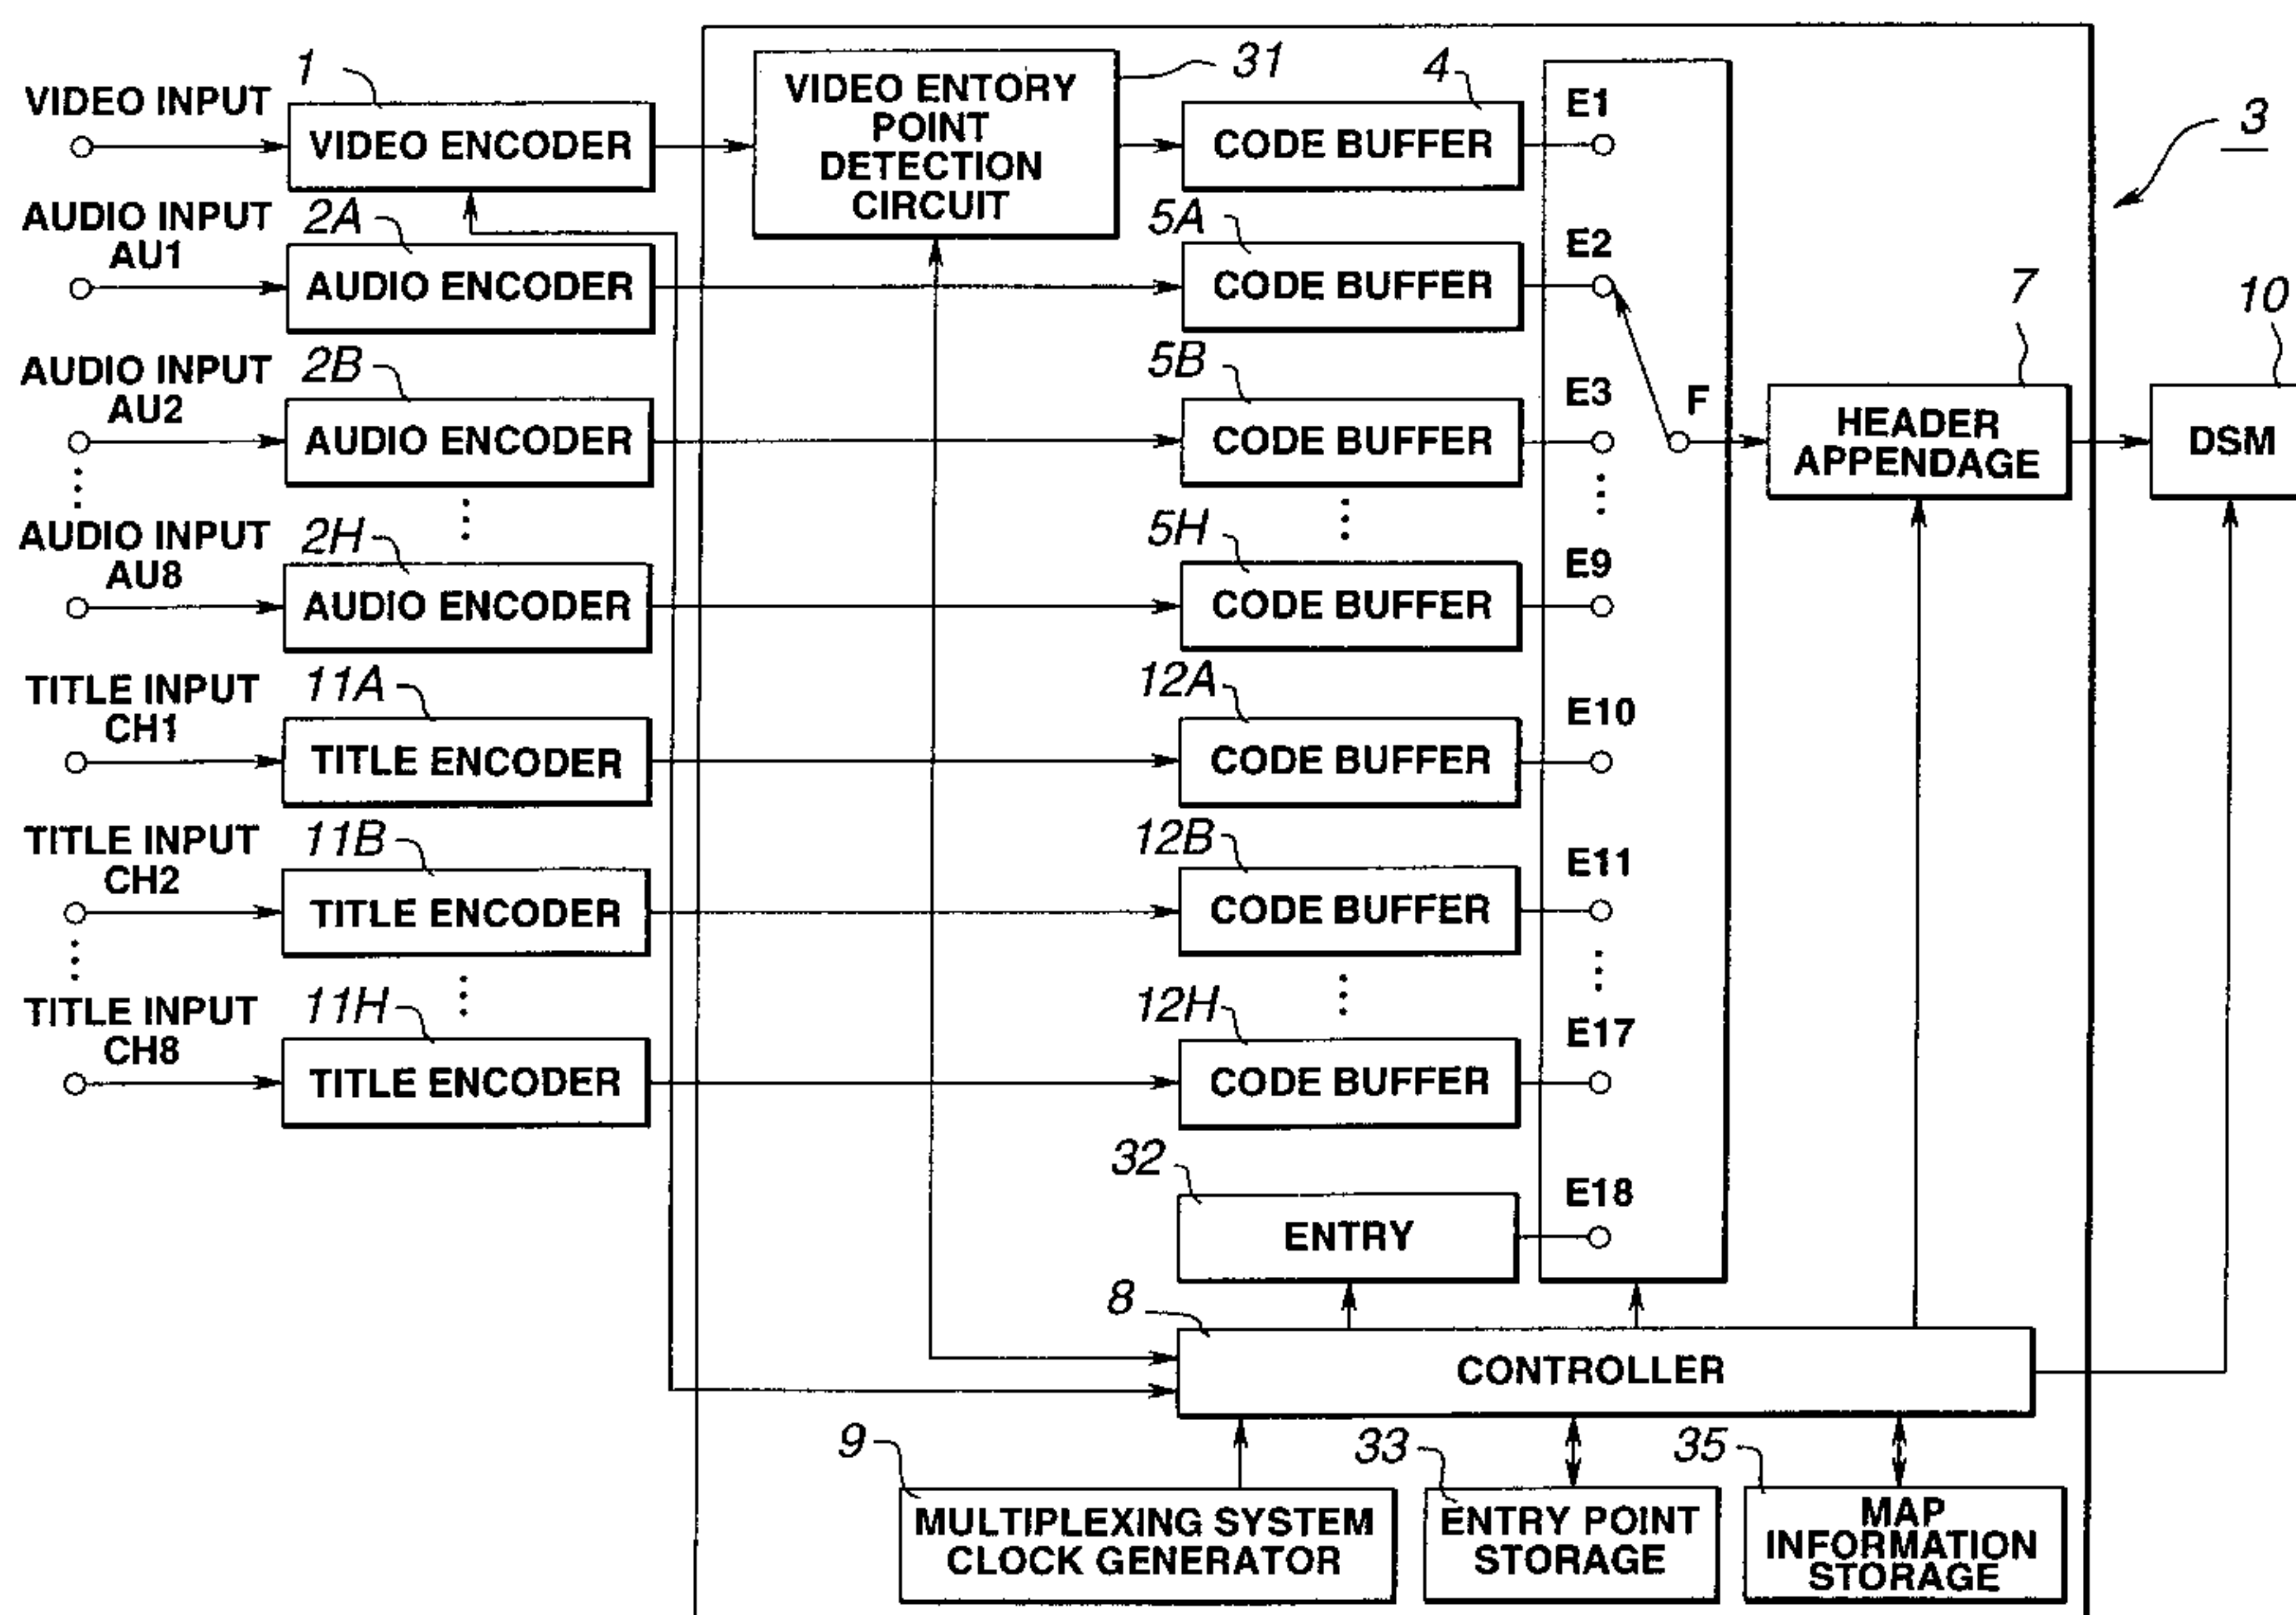 1
31
4
VIDEO INPUT
VIDEO ENCODER
VIDEO ENTORY
POINT
DETECTION
CIRCUIT
CODE BUFFER
E1
3
AUDIO INPUT
AU1
2A
AUDIO ENCODER
5A
CODE BUFFER
E2
7
10
AUDIO INPUT
AU2
2B
AUDIO ENCODER
5B
CODE BUFFER
E3
F
HEADER
APPENDAGE
DSM
AUDIO INPUT
AU8
2H
AUDIO ENCODER
5H
CODE BUFFER
E9
TITLE INPUT
CH1
11A
TITLE ENCODER
12A
CODE BUFFER
E10
TITLE INPUT
CH2
11B
TITLE ENCODER
12B
CODE BUFFER
E11
TITLE INPUT
CH8
11H
TITLE ENCODER
12H
CODE BUFFER
E17
32
ENTRY
E18
8
CONTROLLER
9
MULTIPLEXING SYSTEM
CLOCK GENERATOR
33
ENTRY POINT
STORAGE
35
MAP
INFORMATION
STORAGE